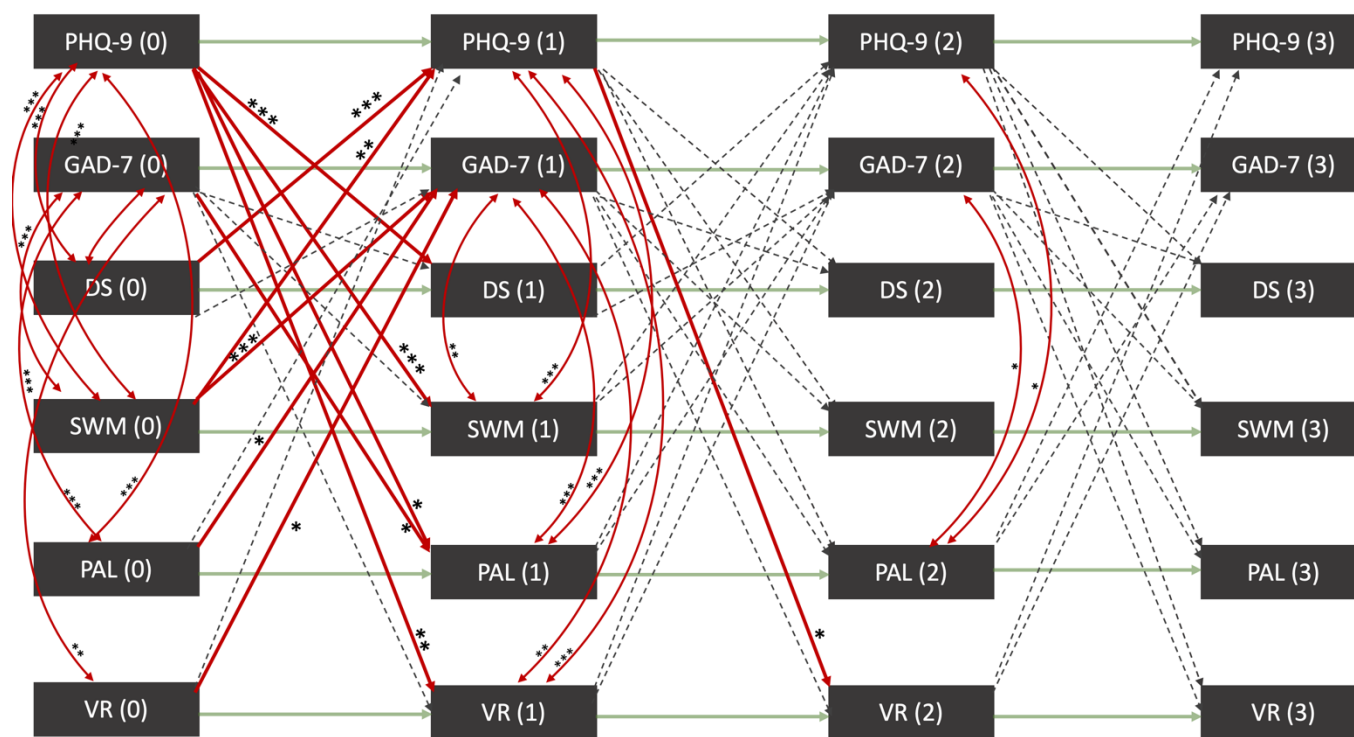 PHQ-9 (0) PHQ-9 (1) PHQ-9 (2) PHQ-9 (3)
*** *** *** *** ***
*** **
GAD-7 (0) GAD-7 (1) GAD-7 (2) GAD-7 (3)
***
DS (0) DS (1) DS (2) DS (3)
*** *** ** *** *** *
SWM (0) SWM (1) SWM (2) SWM (3)
* ***
*** *** * * *** ***
PAL (0) PAL (1) PAL (2) PAL (3)
** ** ** *** *
VR (0) VR (1) VR (2) VR (3)